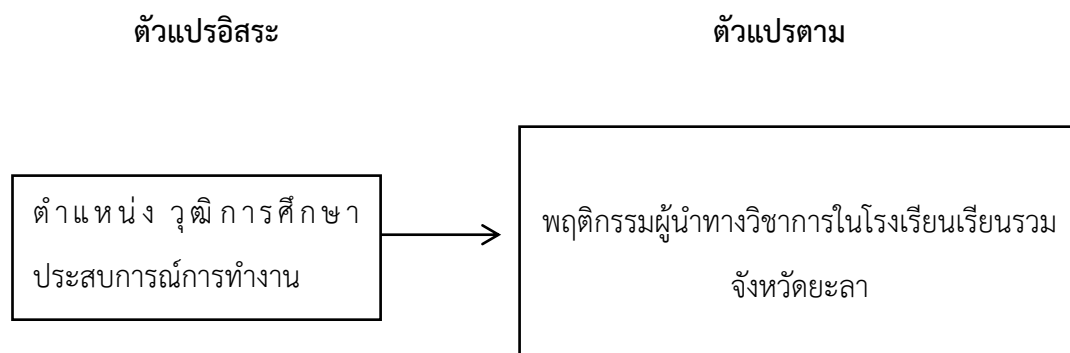 ตัวแปรอิสระ
ตัวแปรตาม
ตำแหน่ง วุฒิการศึกษา
ประสบการณ์การทำงาน
พฤติกรรมผู้นำทางวิชาการในโรงเรียนเรียนรวม
จังหวัดยะลา